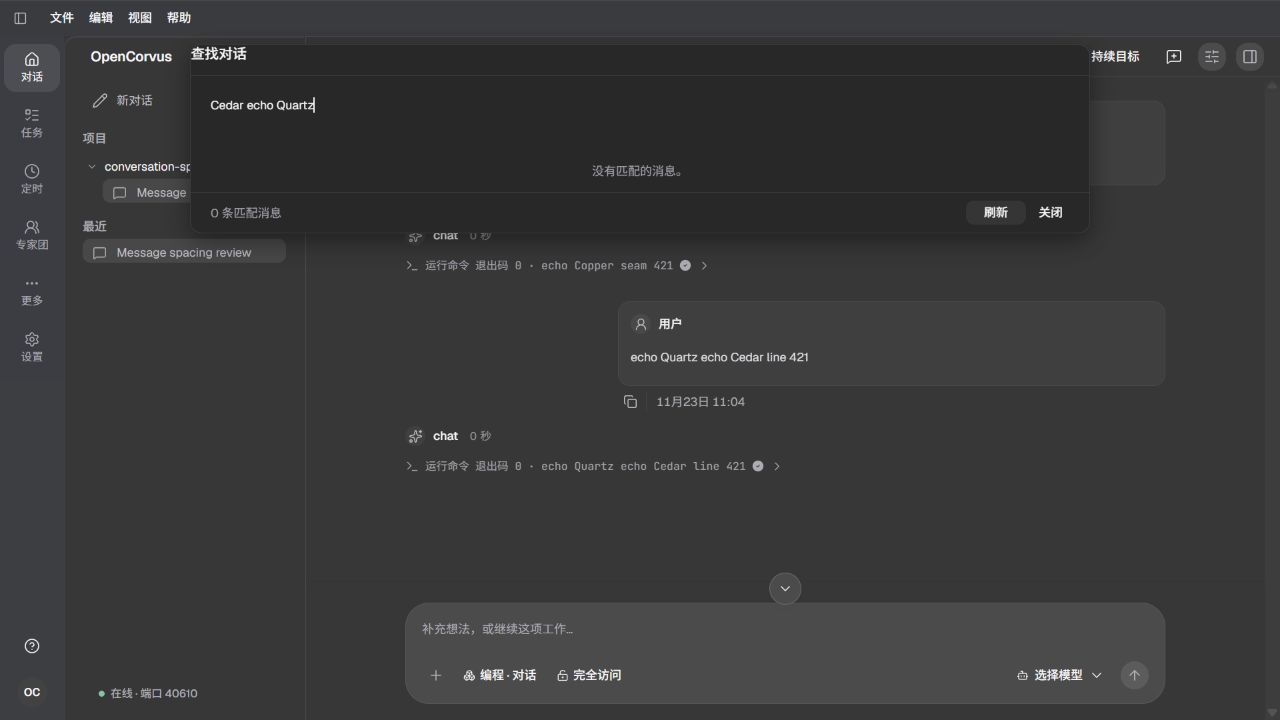 文件 编辑 视图 帮助
对话
任务
定时
专家团
更多
设置
OC
OpenCorvus
新对话
项目
conversation-sp
Message
最近
Message spacing review
在线 · 端口 40610
查找对话
Cedar echo Quartz
没有匹配的消息。
0 条匹配消息
刷新 关闭
持续目标
chat 0 秒
>_ 运行命令 退出码 0 · echo Copper seam 421
用户
echo Quartz echo Cedar line 421
11月23日 11:04
chat 0 秒
>_ 运行命令 退出码 0 · echo Quartz echo Cedar line 421
补充想法，或继续这项工作…
编程 · 对话 完全访问 选择模型